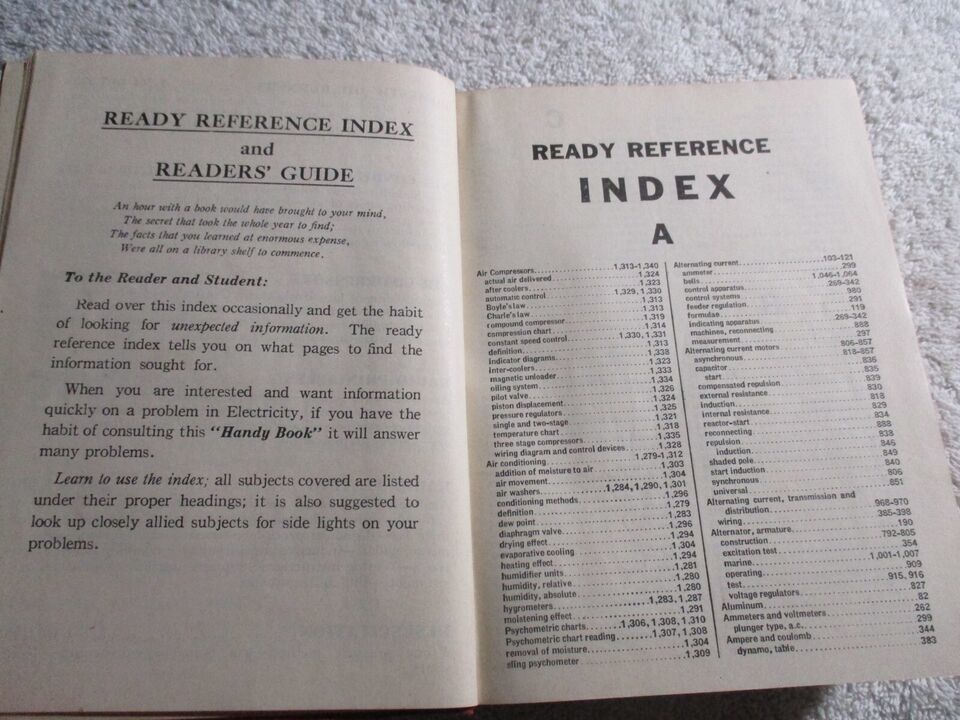 READY REFERENCE INDEX
and
READERS' GUIDE
An hour with a book would have brought to your mind,
The secret that took the whole year to find;
The facts that you learned at enormous expense,
Were all on a library shelf to commence.
To the Reader and Student:
Read over this index occasionally and get the habit
of looking for unexpected information. The ready
reference index tells you on what pages to find the
information sought for.
When you are interested and want information
quickly on a problem in Electricity, if you have the
habit of consulting this "Handy Book" it will answer
many problems.
Learn to use the index; all subjects covered are listed
under their proper headings; it is also suggested to
look up closely allied subjects for side lights on your
problems.
READY REFERENCE
INDEX
A
Air Compressors 1,313-1,340
actual air delivered 1,324
after coolers 1,323
automatic control 1,329, 1,330
Boyle's law 1,313
Charle's law 1,313
compound compressor 1,319
compression chart 1,314
constant speed control 1,330, 1,331
definition 1,313
indicator diagrams 1,338
inter-coolers 1,323
magnetic unloader 1,333
oiling system 1,334
pilot valve 1,326
piston displacement 1,324
pressure regulators 1,325
single and two-stage 1,321
temperature chart 1,318
three stage compressors 1,335
wiring diagram and control devices 1,328
Air conditioning 1,279-1,312
addition of moisture to air 1,303
air movement 1,304
air washers 1,284, 1,290, 1,301
conditioning methods 1,296
definition 1,279
dew point 1,283
diaphragm valve 1,296
drying effect 1,294
evaporative cooling 1,304
heating effect 1,294
humidifier units 1,281
humidity, relative 1,280
humidity, absolute 1,280
hygrometers 1,283, 1,287
moistening effect 1,291
Psychometric charts 1,306, 1,308, 1,310
Psychometric chart reading 1,307, 1,308
removal of moisture 1,304
sling psychometer 1,309
Alternating current 103-121
ammeter 299
bells 1,046-1,064
control apparatus 269-342
control systems 980
feeder regulation 291
formulae 119
indicating apparatus 269-342
machines, reconnecting 888
measurement 297
Alternating current motors 806-857
asynchronous 818-857
capacitor 836
start 835
compensated repulsion 839
external resistance 830
induction 818
internal resistance 829
reactor-start 834
reconnecting 888
repulsion 838
induction 846
shaded pole 849
start induction 840
synchronous 806
universal 851
Alternating current, transmission and
distribution 968-970
wiring 385-398
Alternator, armature 190
construction 792-805
excitation test 354
marine 1,001-1,007
operating 909
test 915, 916
voltage regulators 827
Aluminum 82
Ammeters and voltmeters 262
plunger type, a.c. 299
Ampere and coulomb 344
dynamo, table 383